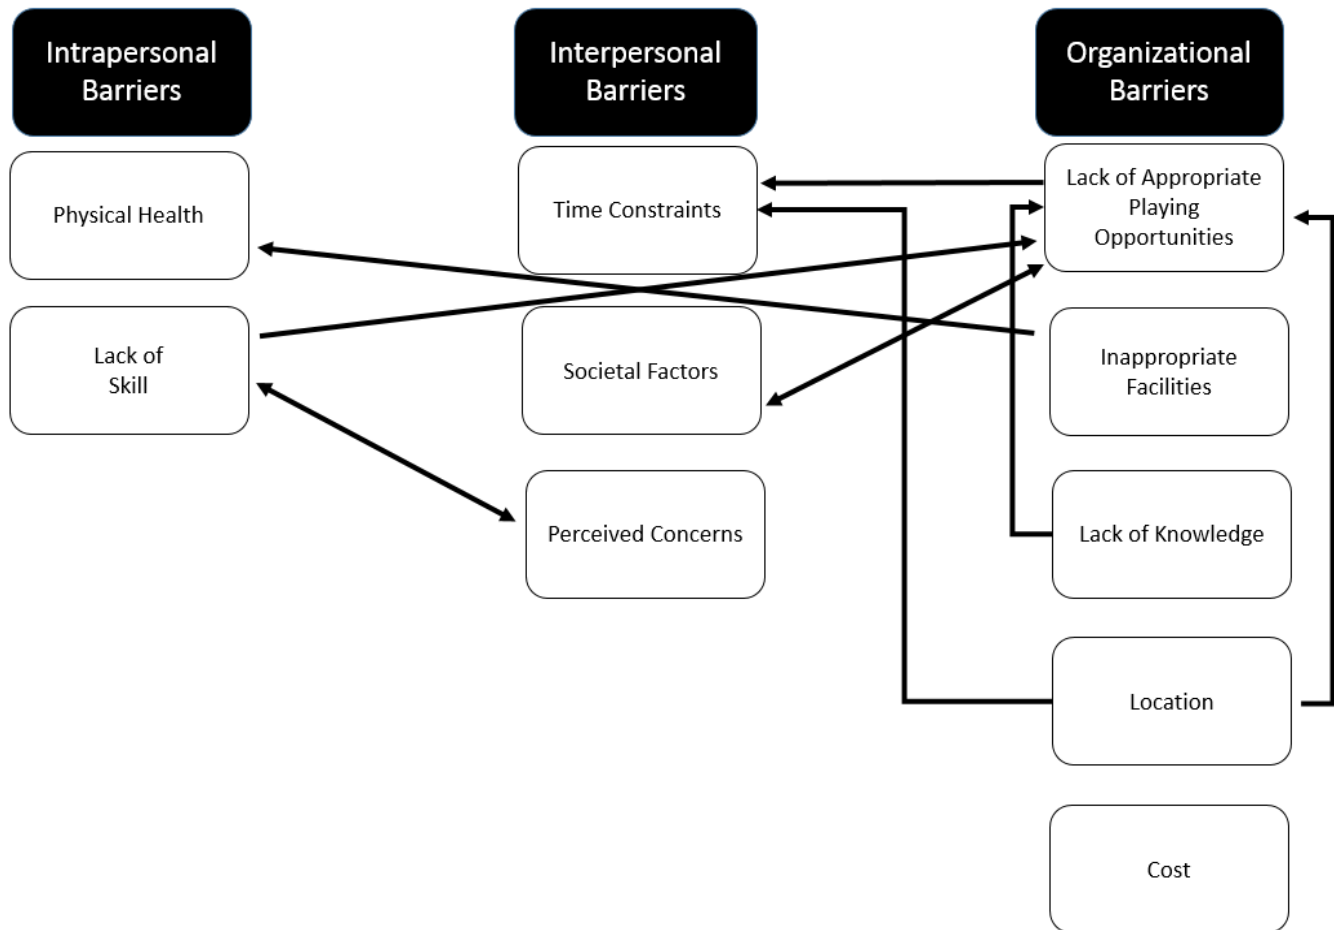 Intrapersonal
Barriers
Physical Health
Lack of
Skill
Interpersonal
Barriers
Time Constraints
Societal Factors
Perceived Concerns
Organizational
Barriers
Lack of Appropriate
Playing
Opportunities
Inappropriate
Facilities
Lack of Knowledge
Location
Cost